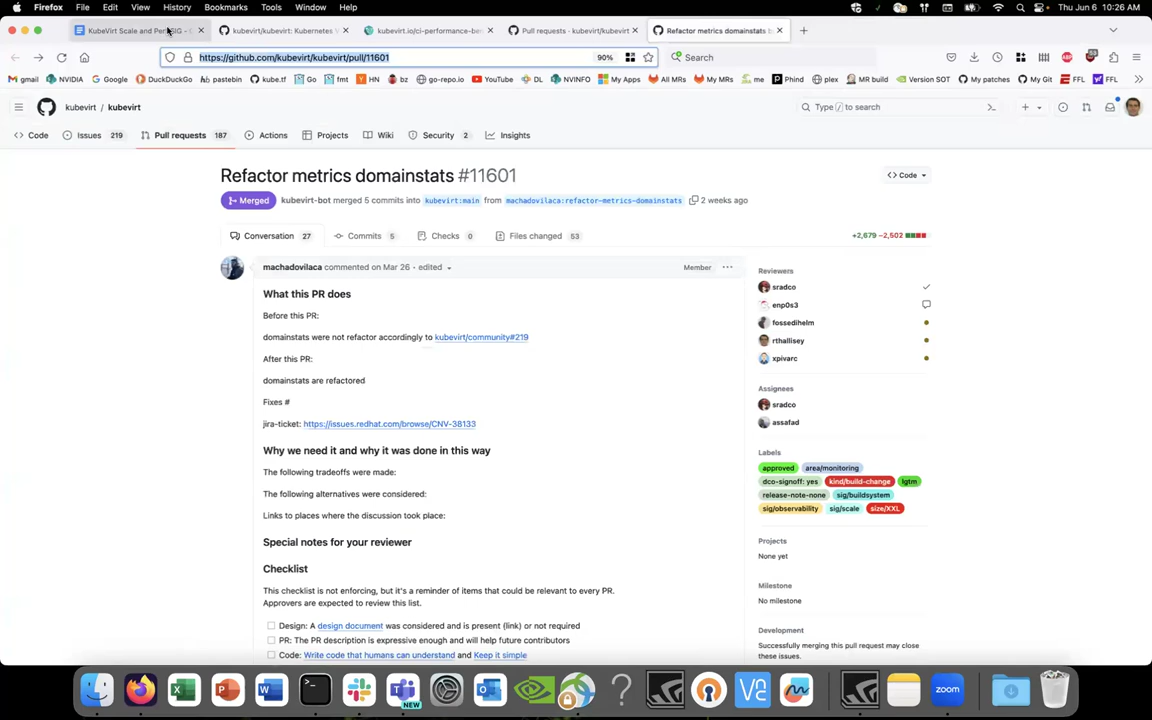 Firefox File Edit View History Bookmarks Tools Window Help Thu Jun 6 10:26 AM
kubevirt/kubevirt: Kubernetes kubevirt.io/ci-performance-ben Pull requests · kubevirt/kubevirt Refactor metrics domainstats b
https://github.com/kubevirt/kubevirt/pull/11601 90% Search
gmail NVIDIA Google DuckDuckGo pastebin kube.tf Go fmt HN go-repo.io YouTube DL NVINFO My Apps All MRs My MRs Phind plex MR build Version SOT My patches My Git FFL FFL
kubevirt / kubevirt Type / to search
Code Issues 219 Pull requests 187 Actions Projects Wiki Security 2 Insights
Refactor metrics domainstats #11601
Code
Merged kubevirt-bot merged 5 commits into kubevirt:main from machadovilaca:refactor-metrics-domainstats 2 weeks ago
Conversation 27 Commits 5 Checks 0 Files changed 53 +2,679 −2,502
machadovilaca commented on Mar 26 • edited Member
What this PR does
Before this PR:
domainstats were not refactor accordingly to kubevirt/community#219
After this PR:
domainstats are refactored
Fixes #
jira-ticket: https://issues.redhat.com/browse/CNV-38133
Why we need it and why it was done in this way
The following tradeoffs were made:
The following alternatives were considered:
Links to places where the discussion took place:
Special notes for your reviewer
Checklist
This checklist is not enforcing, but it's a reminder of items that could be relevant to every PR.
Approvers are expected to review this list.
Design: A design document was considered and is present (link) or not required
PR: The PR description is expressive enough and will help future contributors
Code: Write code that humans can understand and Keep it simple
Reviewers
sradco
enp0s3
fossedihelm
rthallisey
xpivarc
Assignees
sradco
assafad
Labels
approved area/monitoring
dco-signoff: yes kind/build-change lgtm
release-note-none sig/buildsystem
sig/observability sig/scale size/XXL
Projects
None yet
Milestone
No milestone
Development
Successfully merging this pull request may close
these issues.
NEW
zoom